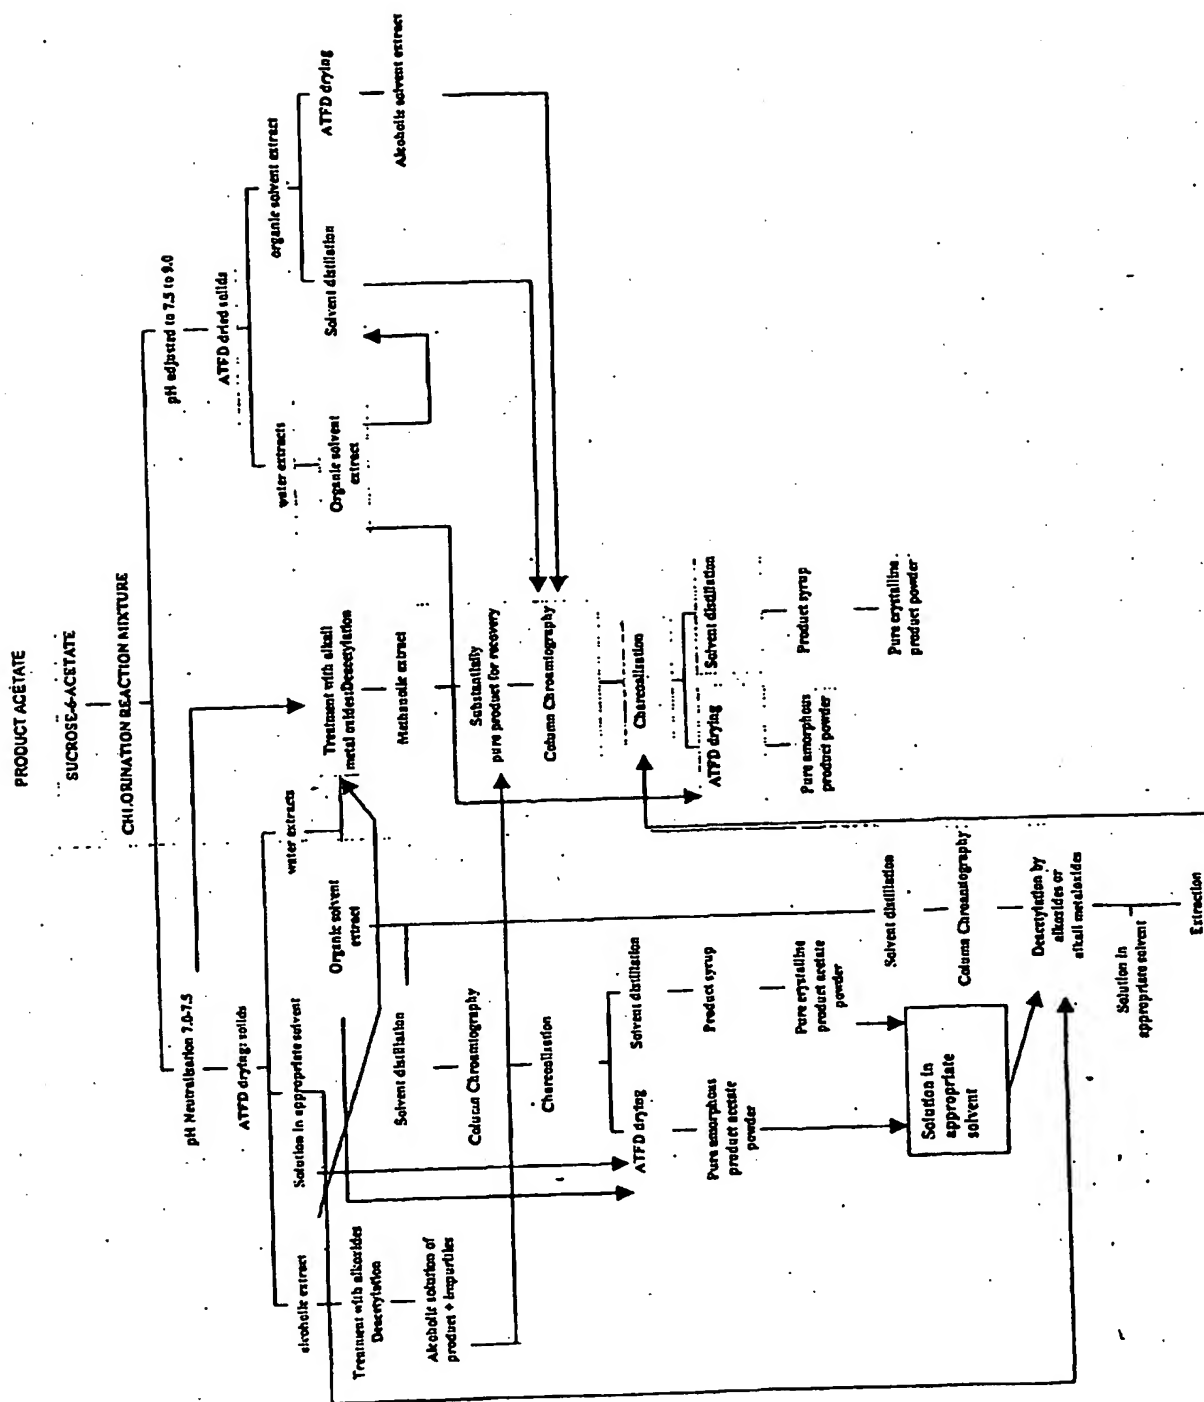 PRODUCT ACETATE
SUCROSE-6-ACETATE
CHLORINATION REACTION MIXTURE
pH Neutralisation 7.0-7.5
ATFD drying: solids
alcoholic extract
Solution in appropriate solvent
water extracts
Treatment with alkoxides
Deacetylation
Alcoholic solution of
product + impurities
Organic solvent
extract
Solvent distillation
Column Chroamtography
Charcoalisation
ATFD drying
Solvent distillation
Pure amorphous
product acetate
powder
Product syrup
Pure crystalline
product acetate
powder
Solution in
appropriate
solvent
Solvent distillation
Column Chroamtography
Deacetylation by
alkoxides or
alkali metaloxides
Solution in
appropriate solvent
Extraction
Treatment with alkali
metal oxides:Deacetylation
Methanolic extract
Substantially
pure product for recovery
Column Chroamtography
Charcoalisation
ATFD drying
Solvent distillation
Pure amorphous
product powder
Product syrup
Pure crystalline
product powder
pH adjusted to 7.5 to 9.0
ATFD dried solids
water extracts
organic solvent extract
Organic solvent
extract
Solvent distillation
ATFD drying
Alcoholic solvent extract